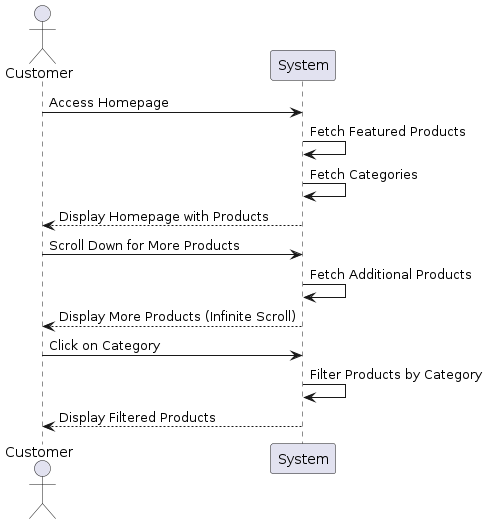 Customer
System
Access Homepage
Fetch Featured Products
Fetch Categories
Display Homepage with Products
Scroll Down for More Products
Fetch Additional Products
Display More Products (Infinite Scroll)
Click on Category
Filter Products by Category
Display Filtered Products
Customer
System